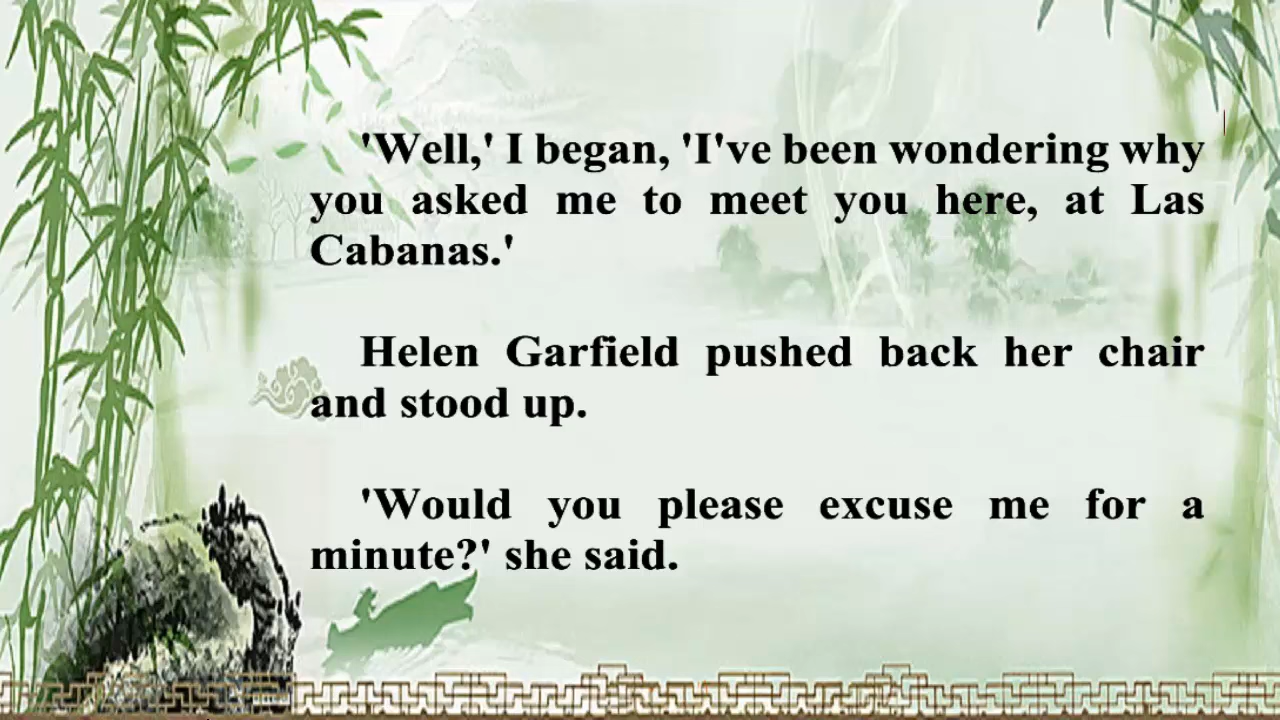 'Well,' I began, 'I've been wondering why
you asked me to meet you here, at Las
Cabanas.'
Helen Garfield pushed back her chair
and stood up.
'Would you please excuse me for a
minute?' she said.